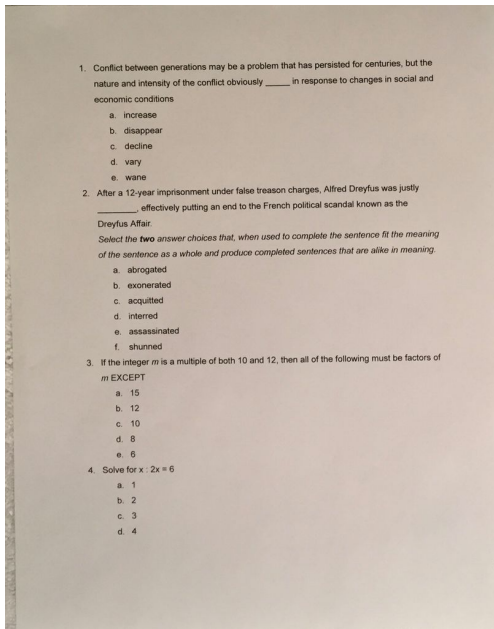 1. Conflict between generations may be a problem that has persisted for centuries, but the
nature and intensity of the conflict obviously _____ in response to changes in social and
economic conditions
a. increase
b. disappear
c. decline
d. vary
e. wane
2. After a 12-year imprisonment under false treason charges, Alfred Dreyfus was justly
________, effectively putting an end to the French political scandal known as the
Dreyfus Affair.
Select the two answer choices that, when used to complete the sentence fit the meaning
of the sentence as a whole and produce completed sentences that are alike in meaning.
a. abrogated
b. exonerated
c. acquitted
d. interred
e. assassinated
f. shunned
3. If the integer m is a multiple of both 10 and 12, then all of the following must be factors of
m EXCEPT
a. 15
b. 12
c. 10
d. 8
e. 6
4. Solve for x : 2x = 6
a. 1
b. 2
c. 3
d. 4